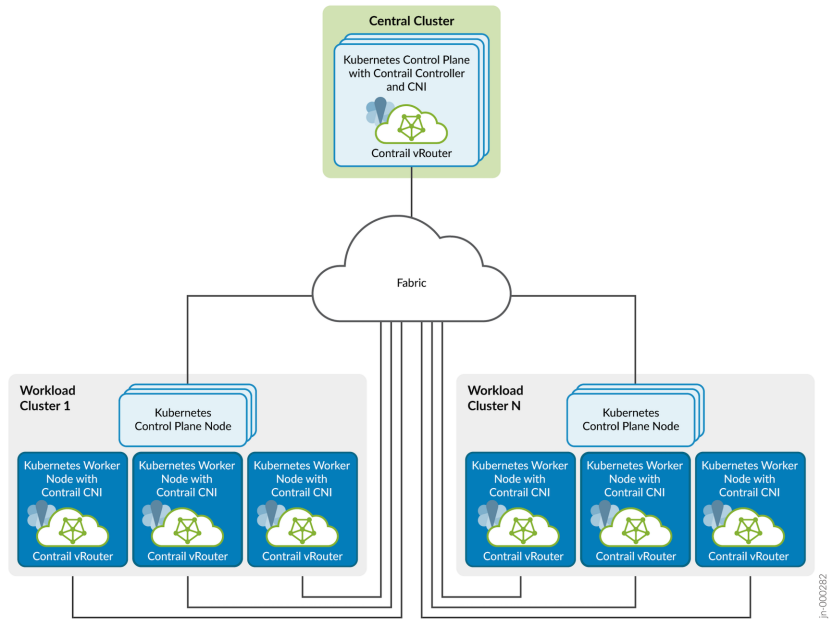 Central Cluster
Kubernetes Control Plane
with Contrail Controller
and CNI
Contrail vRouter
Fabric
Workload
Cluster 1
Kubernetes
Control Plane Node
Kubernetes Worker
Node with
Contrail CNI
Contrail vRouter
Kubernetes Worker
Node with
Contrail CNI
Contrail vRouter
Kubernetes Worker
Node with
Contrail CNI
Contrail vRouter
Workload
Cluster N
Kubernetes
Control Plane Node
Kubernetes Worker
Node with
Contrail CNI
Contrail vRouter
Kubernetes Worker
Node with
Contrail CNI
Contrail vRouter
Kubernetes Worker
Node with
Contrail CNI
Contrail vRouter
jn-000282